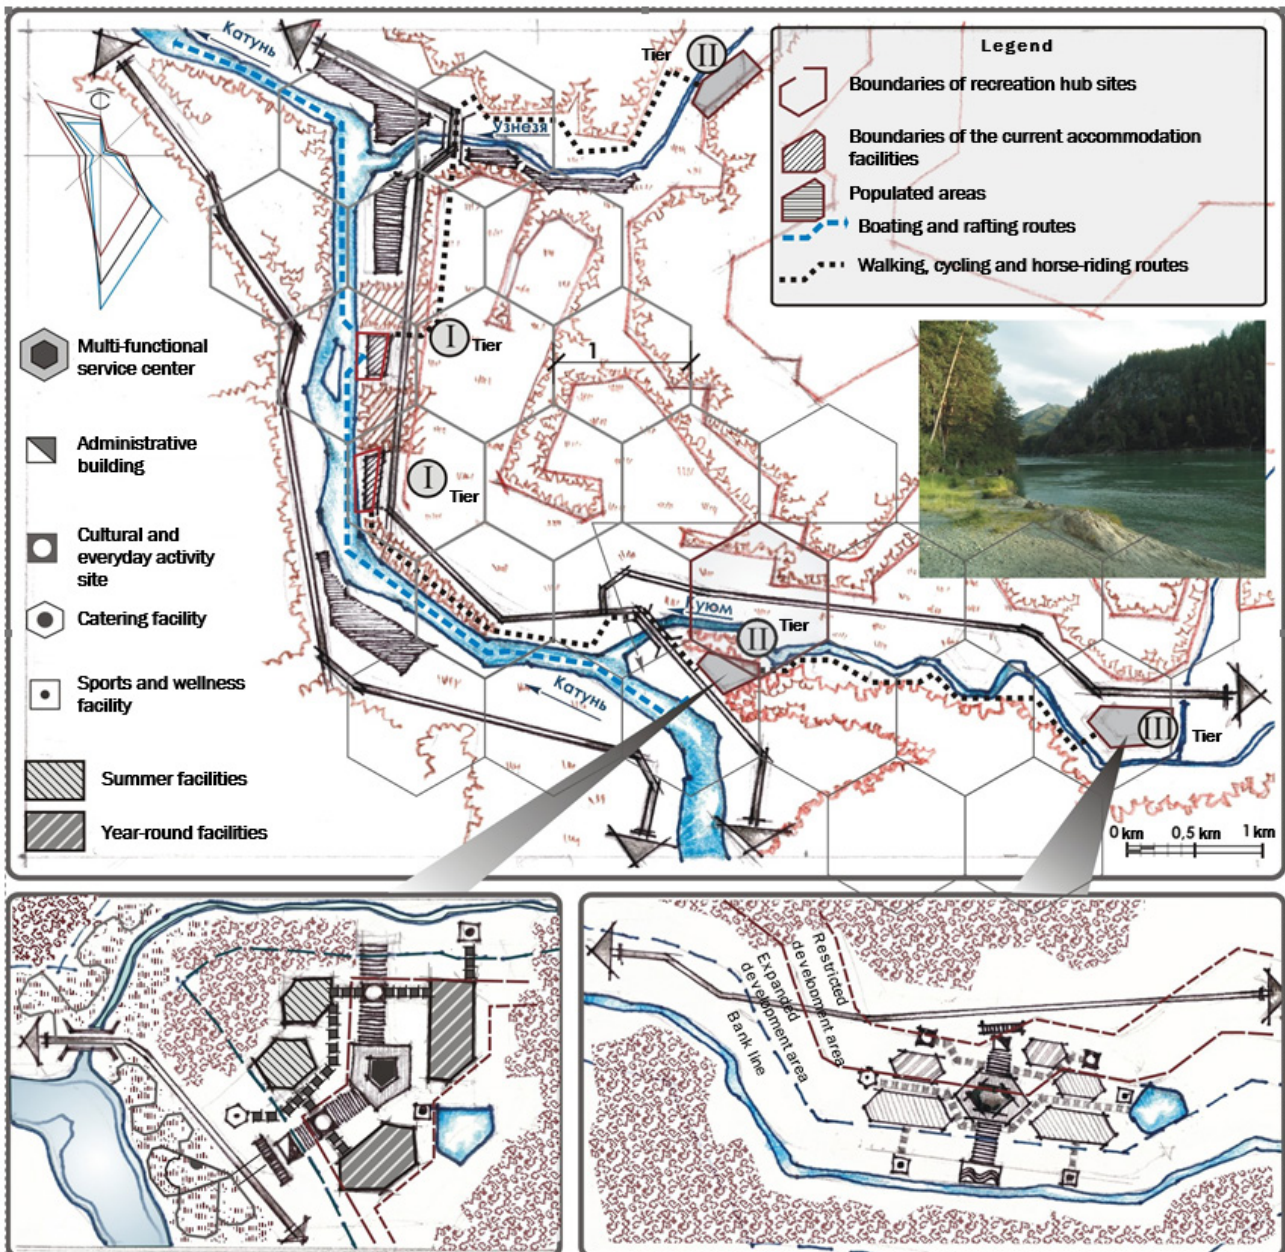 Катунь
Tier
II
Узнезя
Legend
Boundaries of recreation hub sites
Boundaries of the current accommodation
facilities
Populated areas
Boating and rafting routes
Walking, cycling and horse-riding routes
С
I
Tier
1
I
Tier
Multi-functional
service center
Administrative
building
Cultural and
everyday activity
site
Catering facility
Sports and wellness
facility
Summer facilities
Year-round facilities
Куюм
II
Tier
Катунь
III
Tier
0 km 0,5 km 1 km
Restricted
development area
Expanded
development area
Bank line